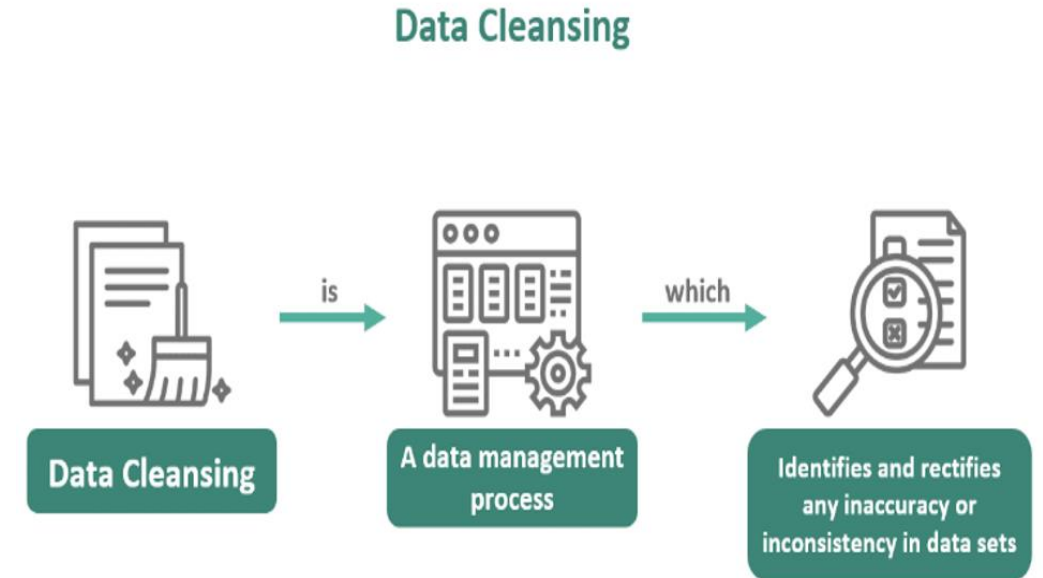 Data Cleansing
is
which
Data Cleansing
A data management
process
Identifies and rectifies
any inaccuracy or
inconsistency in data sets